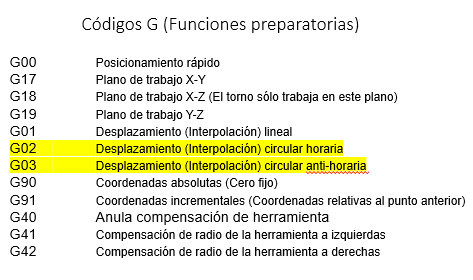 Códigos G (Funciones preparatorias)
G00 Posicionamiento rápido
G17 Plano de trabajo X-Y
G18 Plano de trabajo X-Z (El torno sólo trabaja en este plano)
G19 Plano de trabajo Y-Z
G01 Desplazamiento (Interpolación) lineal
G02 Desplazamiento (Interpolación) circular horaria
G03 Desplazamiento (Interpolación) circular anti-horaria
G90 Coordenadas absolutas (Cero fijo)
G91 Coordenadas incrementales (Coordenadas relativas al punto anterior)
G40 Anula compensación de herramienta
G41 Compensación de radio de la herramienta a izquierdas
G42 Compensación de radio de la herramienta a derechas